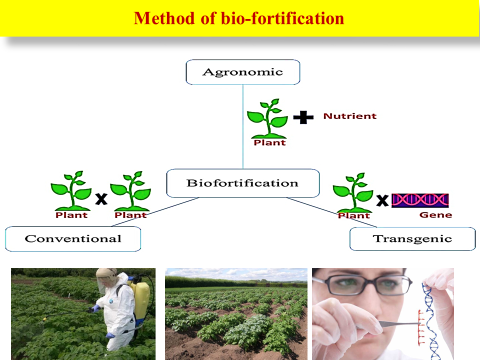 Method of bio-fortification
Agronomic
Nutrient
Plant
Biofortification
Plant
Plant
Plant
Gene
Conventional
Transgenic